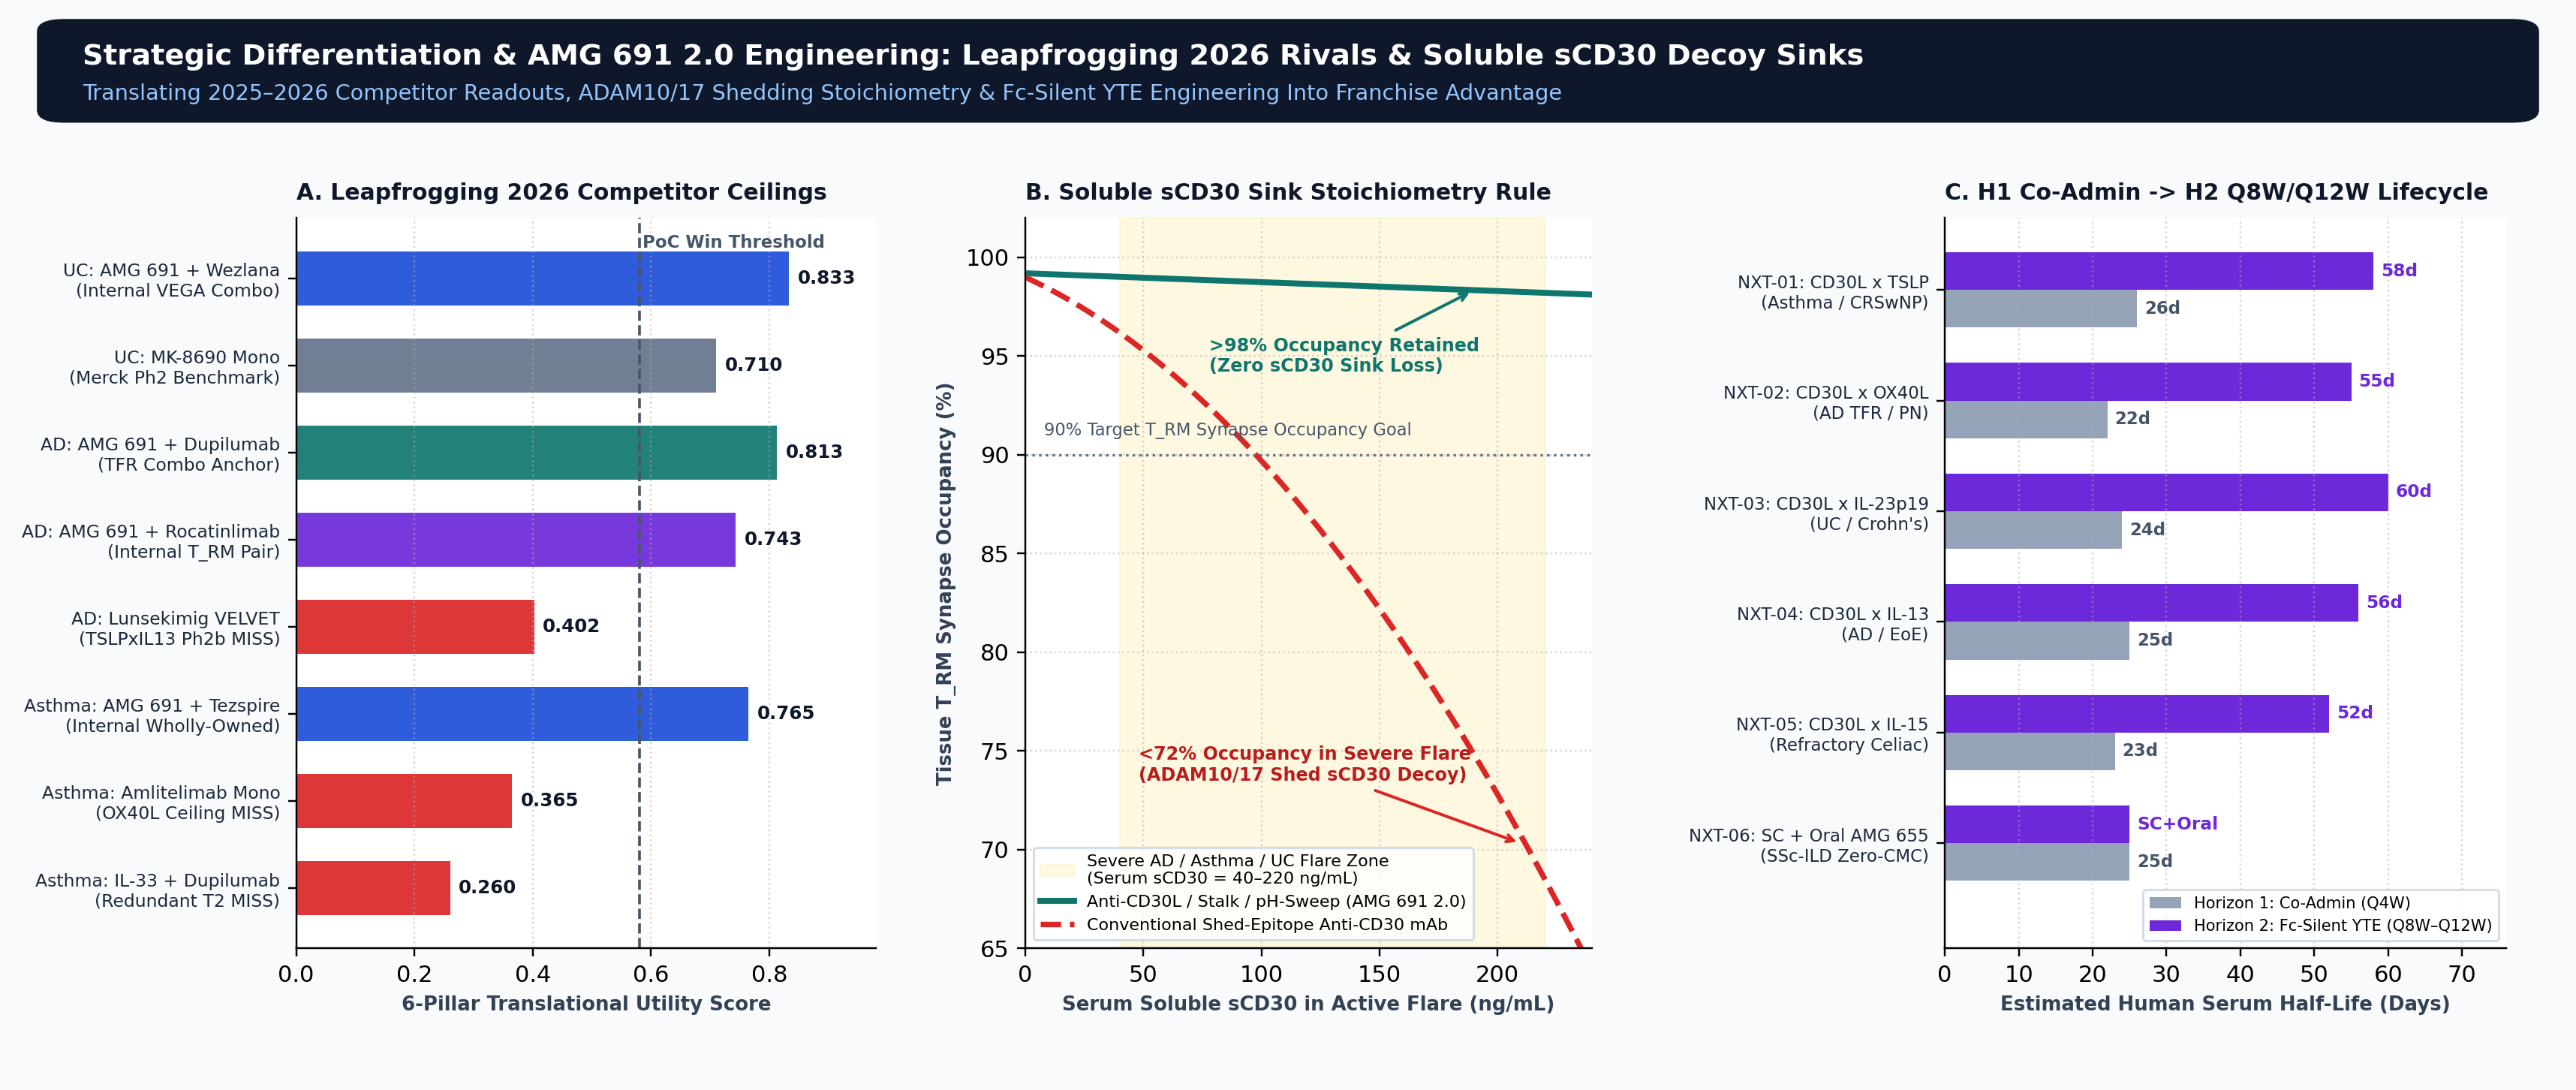 Strategic Differentiation & AMG 691 2.0 Engineering: Leapfrogging 2026 Rivals & Soluble sCD30 Decoy Sinks
Translating 2025–2026 Competitor Readouts, ADAM10/17 Shedding Stoichiometry & Fc-Silent YTE Engineering Into Franchise Advantage
A. Leapfrogging 2026 Competitor Ceilings
PoC Win Threshold
UC: AMG 691 + Wezlana
(Internal VEGA Combo)
0.833
UC: MK-8690 Mono
(Merck Ph2 Benchmark)
0.710
AD: AMG 691 + Dupilumab
(TFR Combo Anchor)
0.813
AD: AMG 691 + Rocatinlimab
(Internal T_RM Pair)
0.743
AD: Lunsekimig VELVET
(TSLPxIL13 Ph2b MISS)
0.402
Asthma: AMG 691 + Tezspire
(Internal Wholly-Owned)
0.765
Asthma: Amlitelimab Mono
(OX40L Ceiling MISS)
0.365
Asthma: IL-33 + Dupilumab
(Redundant T2 MISS)
0.260
0.0 0.2 0.4 0.6 0.8
6-Pillar Translational Utility Score
B. Soluble sCD30 Sink Stoichiometry Rule
Tissue T_RM Synapse Occupancy (%)
100
95
90
85
80
75
70
65
>98% Occupancy Retained
(Zero sCD30 Sink Loss)
90% Target T_RM Synapse Occupancy Goal
<72% Occupancy in Severe Flare
(ADAM10/17 Shed sCD30 Decoy)
Severe AD / Asthma / UC Flare Zone
(Serum sCD30 = 40–220 ng/mL)
Anti-CD30L / Stalk / pH-Sweep (AMG 691 2.0)
Conventional Shed-Epitope Anti-CD30 mAb
0 50 100 150 200
Serum Soluble sCD30 in Active Flare (ng/mL)
C. H1 Co-Admin -> H2 Q8W/Q12W Lifecycle
NXT-01: CD30L x TSLP
(Asthma / CRSwNP)
58d
26d
NXT-02: CD30L x OX40L
(AD TFR / PN)
55d
22d
NXT-03: CD30L x IL-23p19
(UC / Crohn's)
60d
24d
NXT-04: CD30L x IL-13
(AD / EoE)
56d
25d
NXT-05: CD30L x IL-15
(Refractory Celiac)
52d
23d
NXT-06: SC + Oral AMG 655
(SSc-ILD Zero-CMC)
SC+Oral
25d
Horizon 1: Co-Admin (Q4W)
Horizon 2: Fc-Silent YTE (Q8W–Q12W)
0 10 20 30 40 50 60 70
Estimated Human Serum Half-Life (Days)